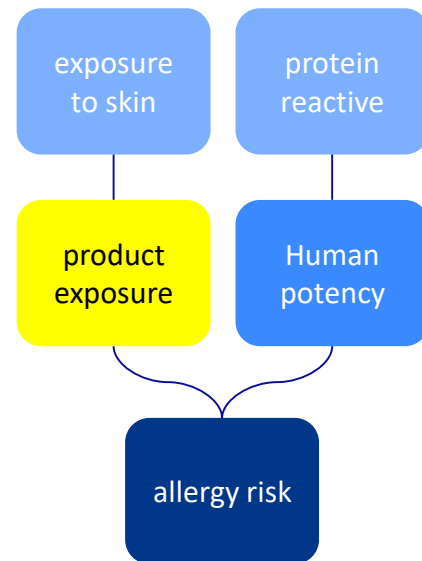 exposure
to skin
protein
reactive
product
exposure
Human
potency
allergy risk